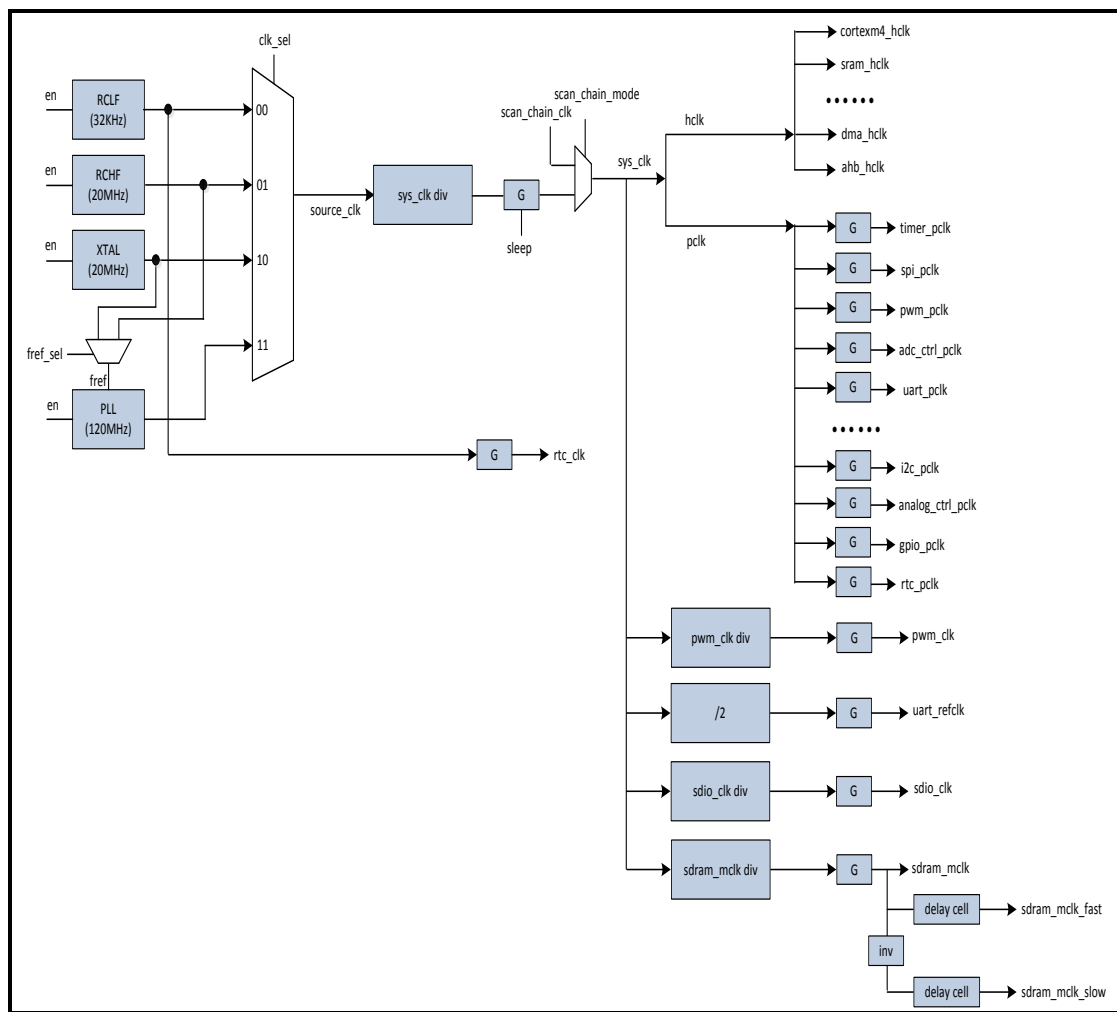 clk_sel
en
RCLF
(32KHz)
00
en
RCHF
(20MHz)
01
en
XTAL
(20MHz)
10
fref_sel
fref
11
en
PLL
(120MHz)
source_clk
sys_clk div
G
sleep
scan_chain_mode
scan_chain_clk
sys_clk
hclk
pclk
cortexm4_hclk
sram_hclk
......
dma_hclk
ahb_hclk
G
timer_pclk
G
spi_pclk
G
pwm_pclk
G
adc_ctrl_pclk
G
uart_pclk
......
G
i2c_pclk
G
analog_ctrl_pclk
G
gpio_pclk
G
rtc_pclk
G
rtc_clk
pwm_clk div
G
pwm_clk
/2
G
uart_refclk
sdio_clk div
G
sdio_clk
sdram_mclk div
G
sdram_mclk
delay cell
sdram_mclk_fast
inv
delay cell
sdram_mclk_slow